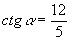 ctg α = 12/5